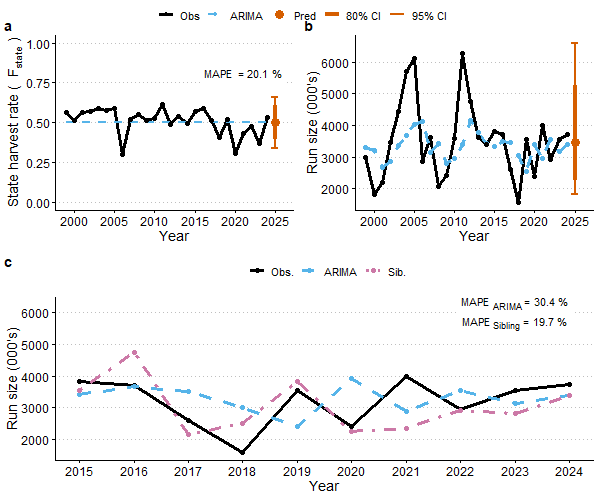 Obs ARIMA Pred 80% CI 95% CI
a
State harvest rate ( F state )
1.00
0.75
0.50
0.25
0.00
MAPE = 20.1 %
2000 2005 2010 2015 2020 2025
Year
b
Run size (000's)
6000
5000
4000
3000
2000
2000 2005 2010 2015 2020 2025
Year
c
Obs. ARIMA Sib.
Run size (000's)
6000
5000
4000
3000
2000
MAPE ARIMA = 30.4 %
MAPE Sibling = 19.7 %
2015 2016 2017 2018 2019 2020 2021 2022 2023 2024
Year